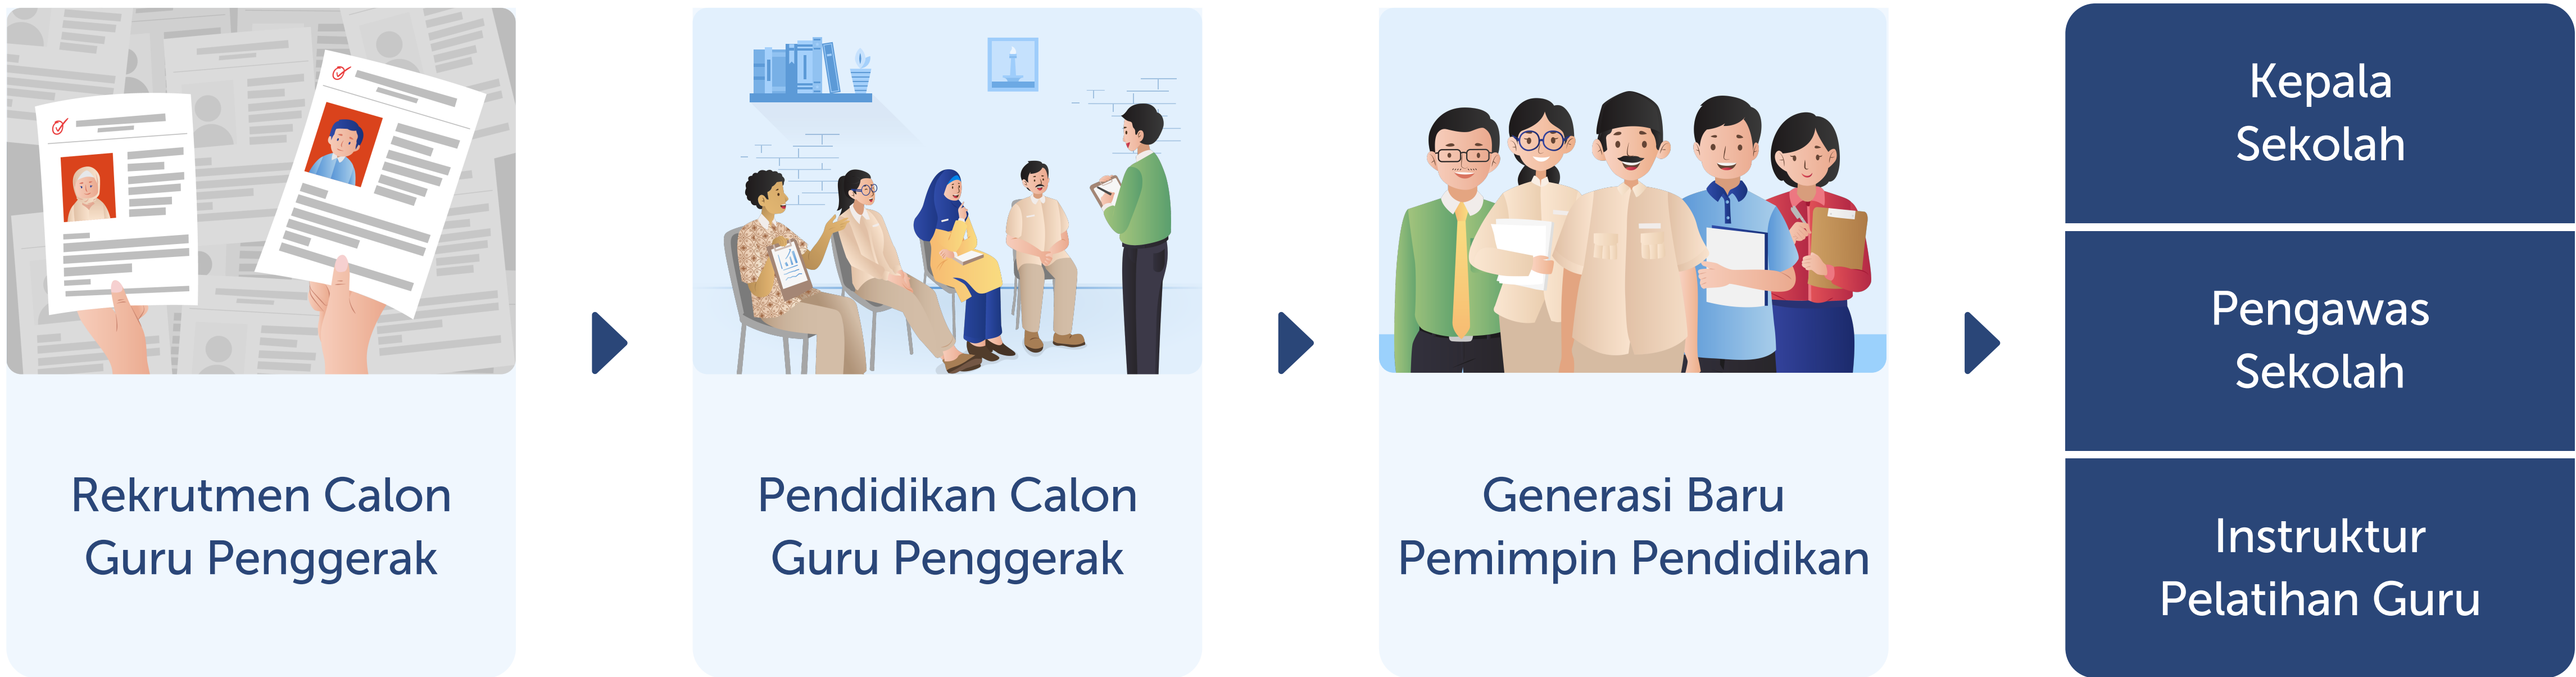 Rekrutmen Calon
Guru Penggerak
Pendidikan Calon
Guru Penggerak
Generasi Baru
Pemimpin Pendidikan
Kepala
Sekolah
Pengawas
Sekolah
Instruktur
Pelatihan Guru